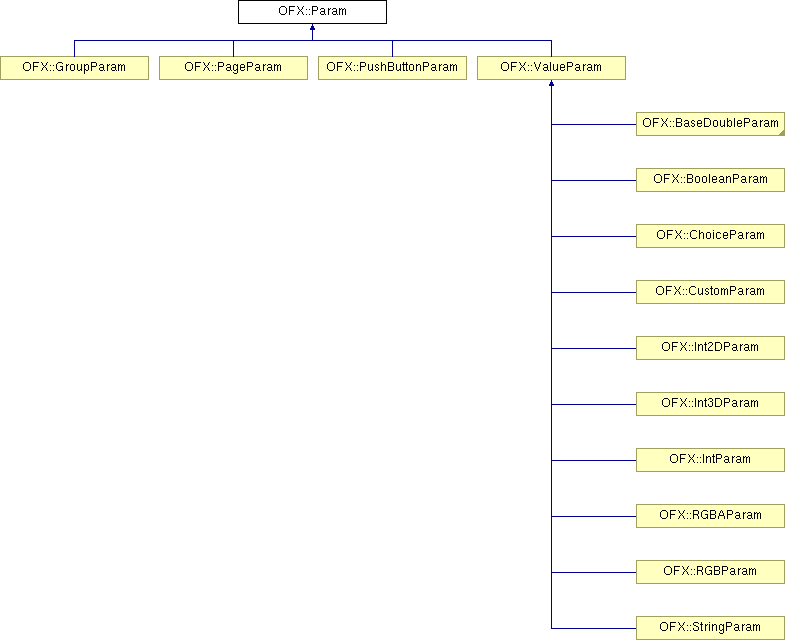 OFX::Param
OFX::GroupParam
OFX::PageParam
OFX::PushButtonParam
OFX::ValueParam
OFX::BaseDoubleParam
OFX::BooleanParam
OFX::ChoiceParam
OFX::CustomParam
OFX::Int2DParam
OFX::Int3DParam
OFX::IntParam
OFX::RGBAParam
OFX::RGBParam
OFX::StringParam